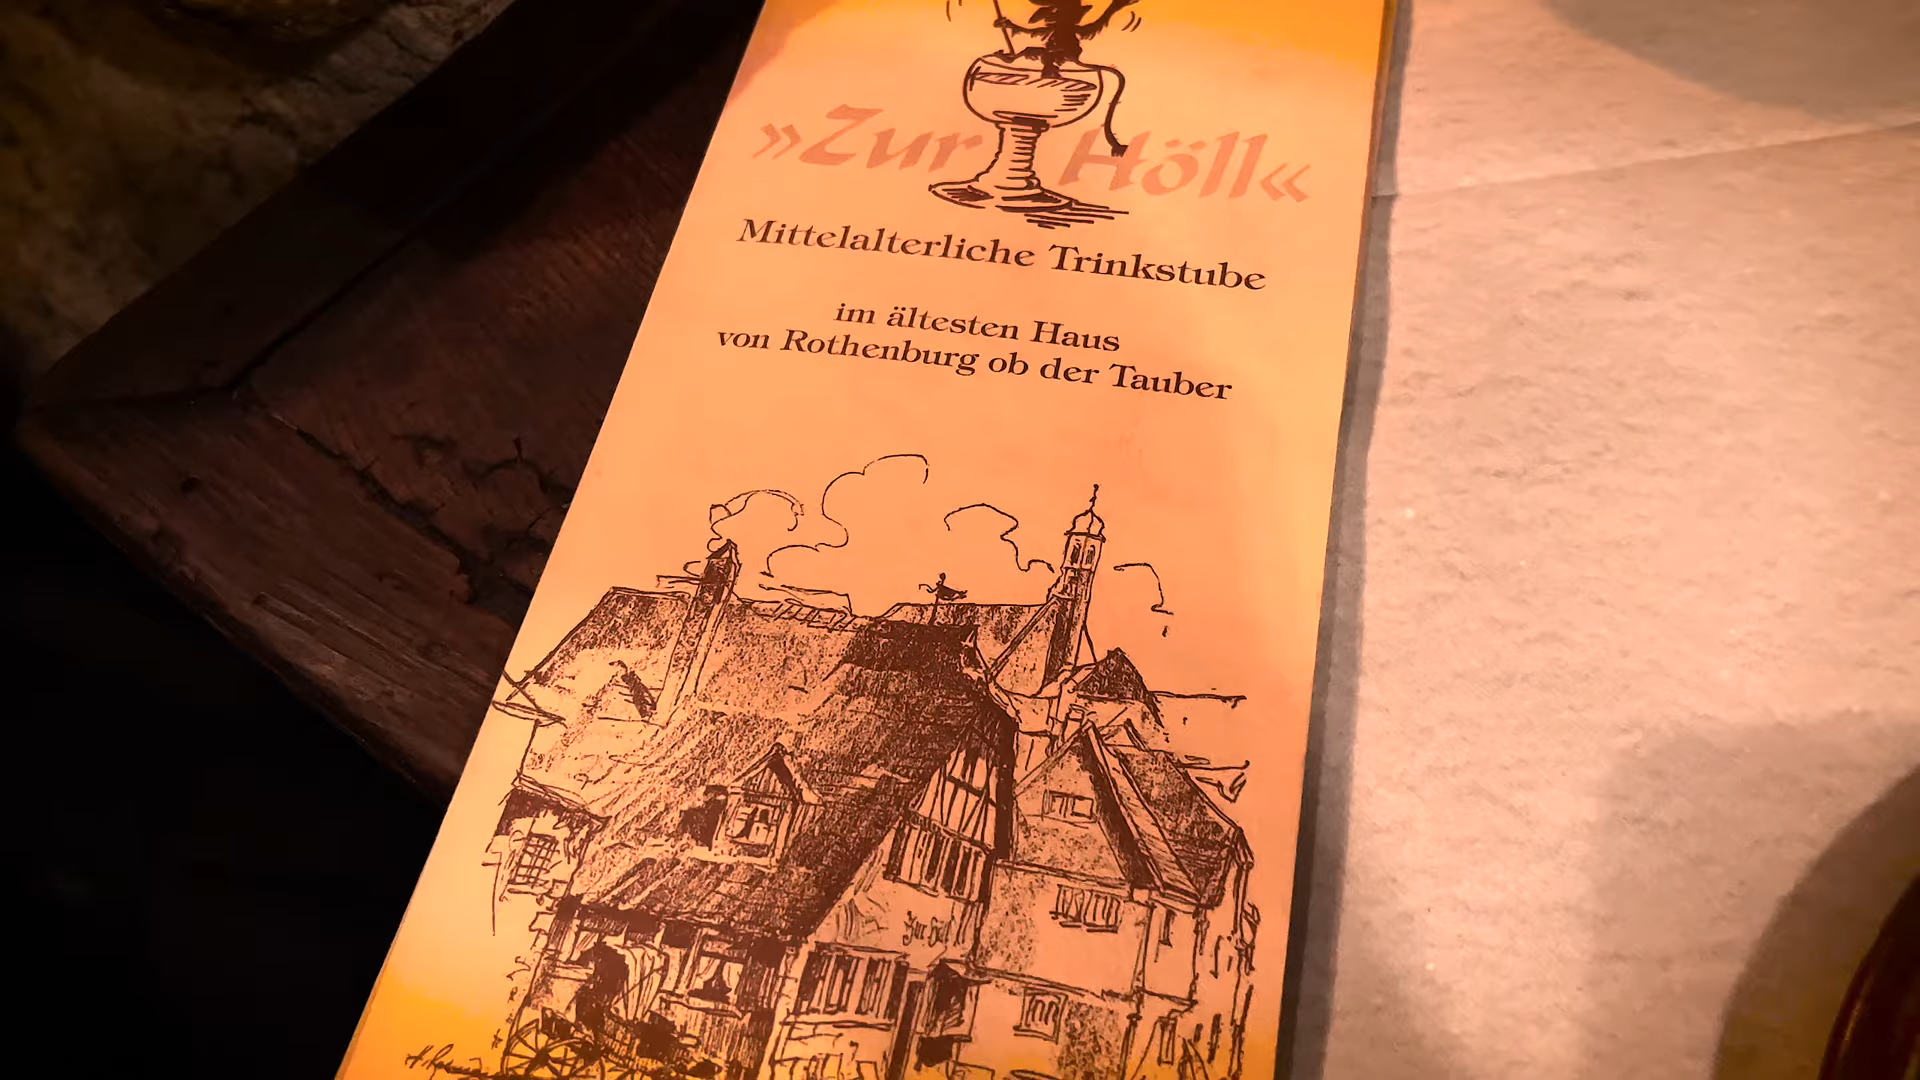 »Zur Höll«
Mittelalterliche Trinkstube
im ältesten Haus
von Rothenburg ob der Tauber
Zur Höll